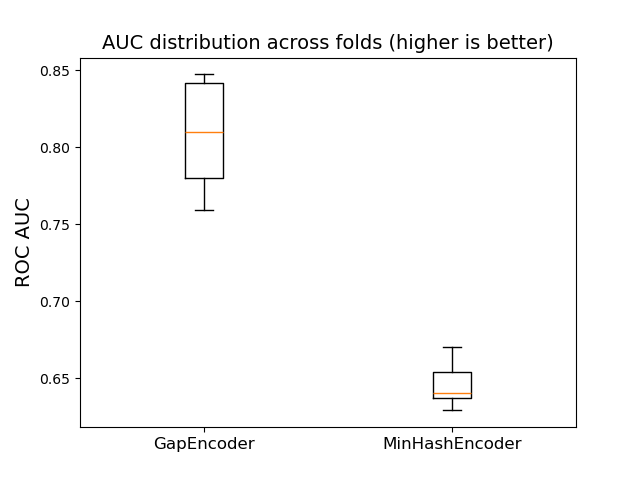 AUC distribution across folds (higher is better)
ROC AUC
0.85
0.80
0.75
0.70
0.65
GapEncoder
MinHashEncoder